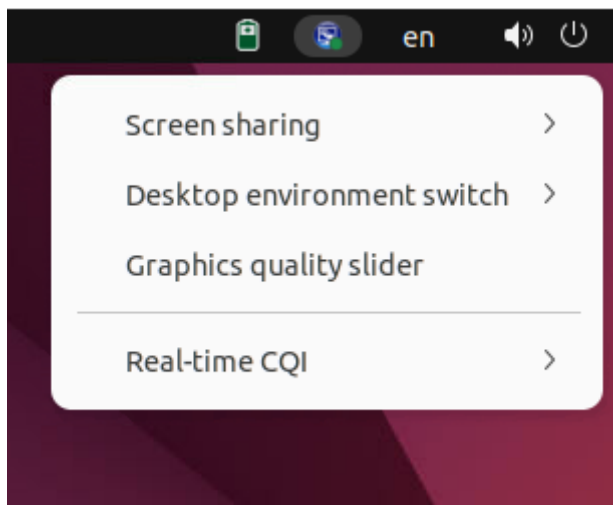 en
Screen sharing
Desktop environment switch
Graphics quality slider
Real-time CQI